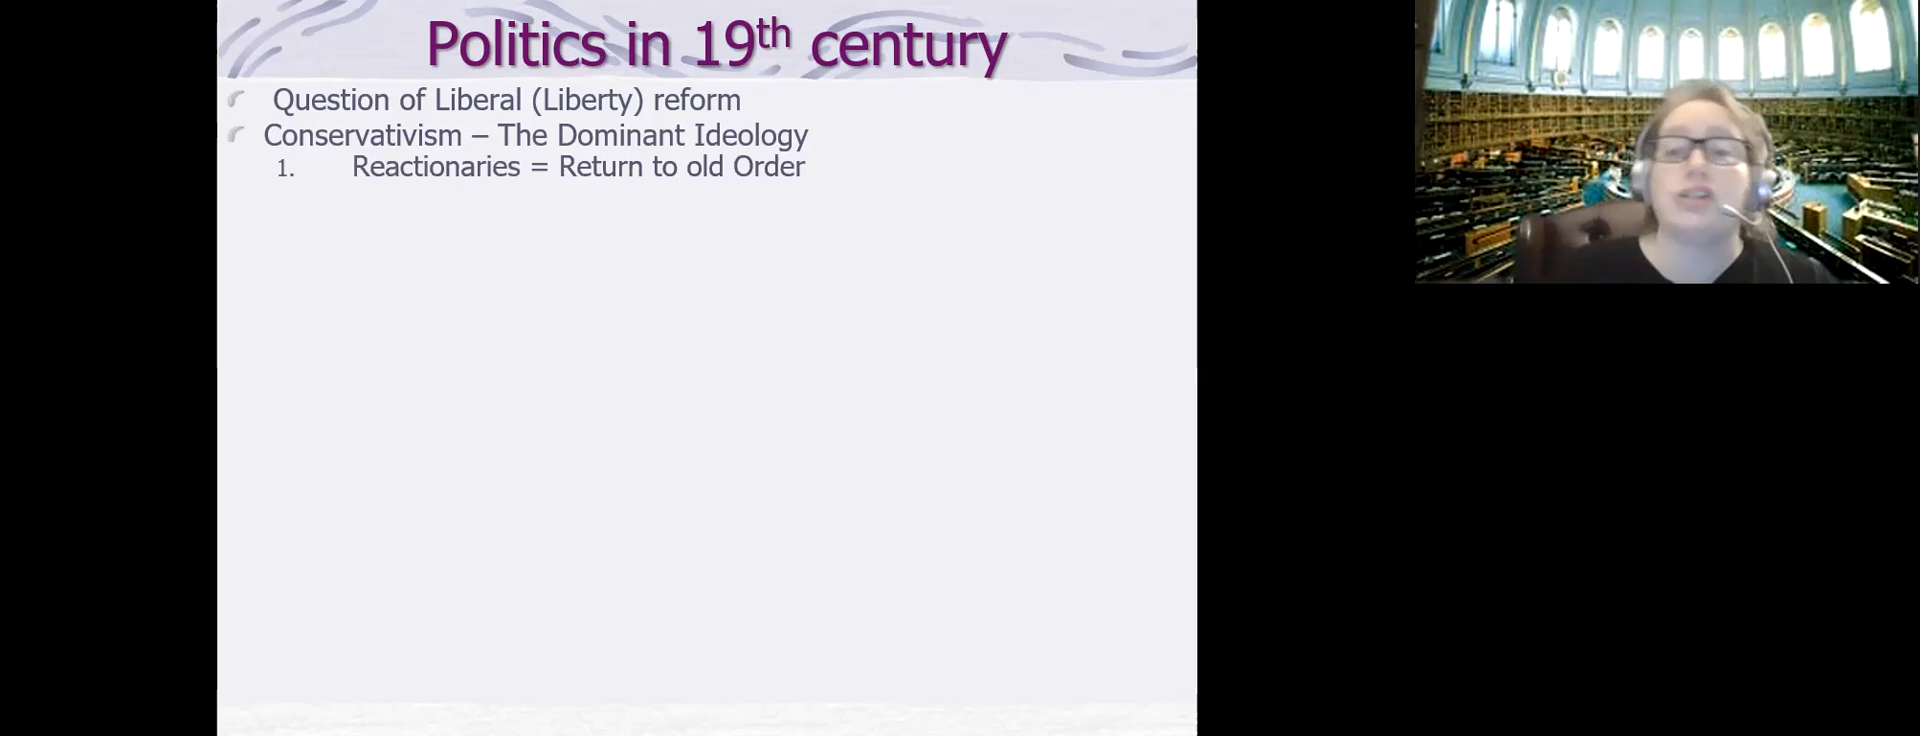 Politics in 19th century
Question of Liberal (Liberty) reform
Conservativism – The Dominant Ideology
1. Reactionaries = Return to old Order